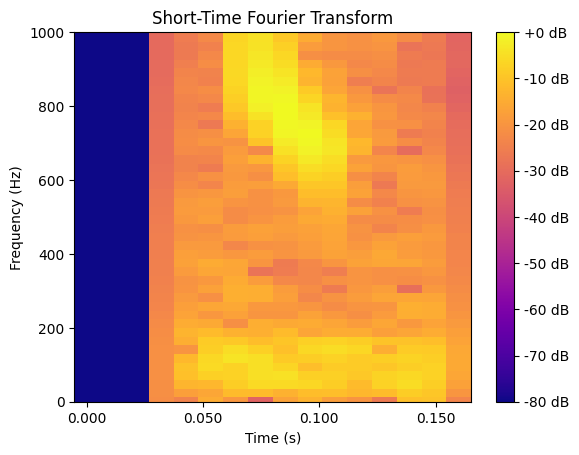 Short-Time Fourier Transform
1000
800
600
400
200
0
Frequency (Hz)
0.000
0.050
0.100
0.150
Time (s)
+0 dB
-10 dB
-20 dB
-30 dB
-40 dB
-50 dB
-60 dB
-70 dB
-80 dB